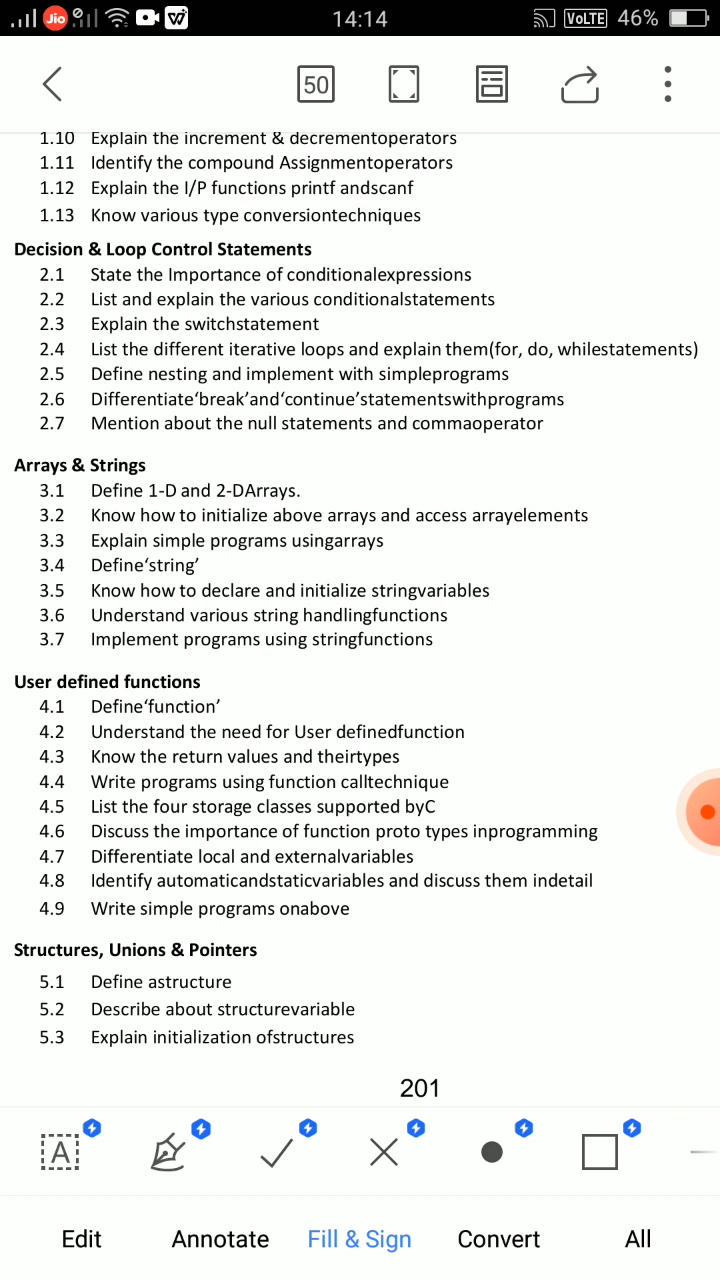 Jio
14:14
VoLTE 46%
50
1.10 Explain the increment & decrementoperators
1.11 Identify the compound Assignmentoperators
1.12 Explain the I/P functions printf andscanf
1.13 Know various type conversiontechniques
Decision & Loop Control Statements
2.1 State the Importance of conditionalexpressions
2.2 List and explain the various conditionalstatements
2.3 Explain the switchstatement
2.4 List the different iterative loops and explain them(for, do, whilestatements)
2.5 Define nesting and implement with simpleprograms
2.6 Differentiate‘break’and‘continue’statementswithprograms
2.7 Mention about the null statements and commaoperator
Arrays & Strings
3.1 Define 1-D and 2-DArrays.
3.2 Know how to initialize above arrays and access arrayelements
3.3 Explain simple programs usingarrays
3.4 Define‘string’
3.5 Know how to declare and initialize stringvariables
3.6 Understand various string handlingfunctions
3.7 Implement programs using stringfunctions
User defined functions
4.1 Define‘function’
4.2 Understand the need for User definedfunction
4.3 Know the return values and theirtypes
4.4 Write programs using function calltechnique
4.5 List the four storage classes supported byC
4.6 Discuss the importance of function proto types inprogramming
4.7 Differentiate local and externalvariables
4.8 Identify automaticandstaticvariables and discuss them indetail
4.9 Write simple programs onabove
Structures, Unions & Pointers
5.1 Define astructure
5.2 Describe about structurevariable
5.3 Explain initialization ofstructures
201
A
Edit Annotate Fill & Sign Convert All